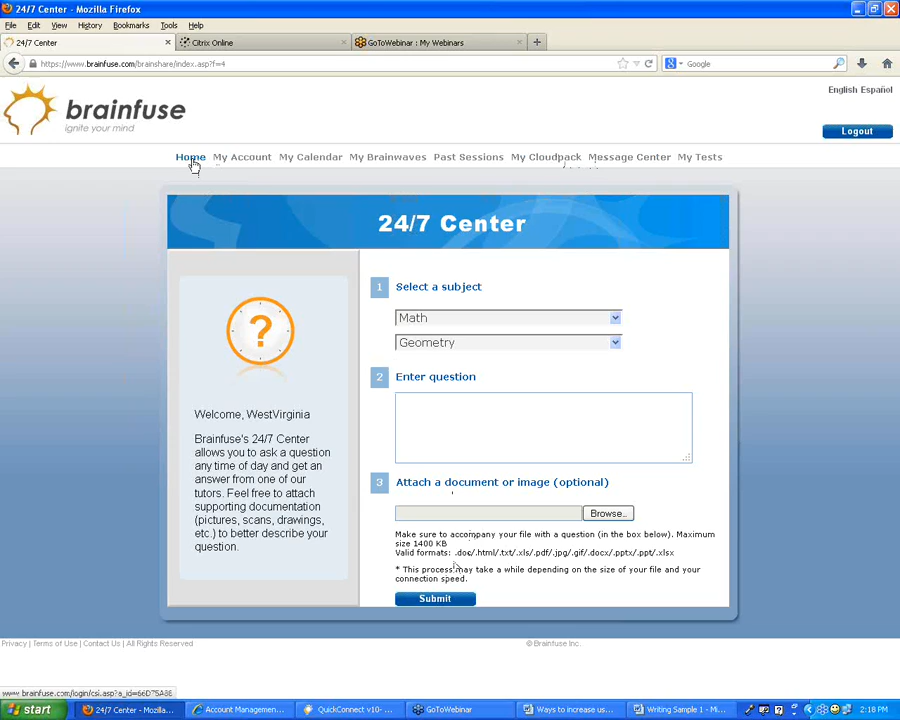 24/7 Center - Mozilla Firefox
File Edit View History Bookmarks Tools Help
24/7 Center
Citrix Online
GoToWebinar : My Webinars
https://www.brainfuse.com/brainshare/index.asp?f=4
Google
brainfuse
ignite your mind
English Español
Logout
Home My Account My Calendar My Brainwaves Past Sessions My Cloudpack Message Center My Tests
24/7 Center
1 Select a subject
Math
Geometry
2 Enter question
?
Welcome, WestVirginia
Brainfuse's 24/7 Center
allows you to ask a question
any time of day and get an
answer from one of our
tutors. Feel free to attach
supporting documentation
(pictures, scans, drawings,
etc.) to better describe your
question.
3 Attach a document or image (optional)
Browse...
Make sure to accompany your file with a question (in the box below). Maximum
size 1400 KB
Valid formats: .doc/.html/.txt/.xls/.pdf/.jpg/.gif/.docx/.pptx/.ppt/.xlsx
* This process may take a while depending on the size of your file and your
connection speed.
Submit
Privacy | Terms of Use | Contact Us | All Rights Reserved
© Brainfuse Inc.
start
24/7 Center - Mozilla...
Account Managemen...
QuickConnect v10- ...
GoToWebinar
Ways to increase us...
Writing Sample 1 - Mi...
2:18 PM